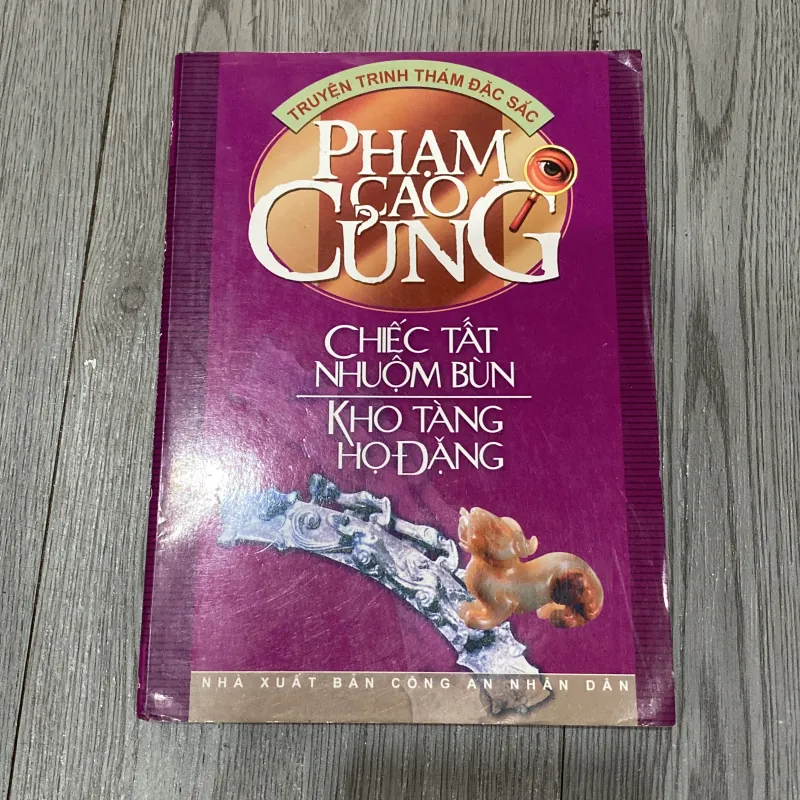 TRUYỆN TRINH THÁM ĐẶC SẮC
PHẠM
CAO
CỦNG
CHIẾC TẤT
NHUỘM BÙN
KHO TÀNG
HỌ ĐẶNG
NHÀ XUẤT BẢN CÔNG AN NHÂN DÂN